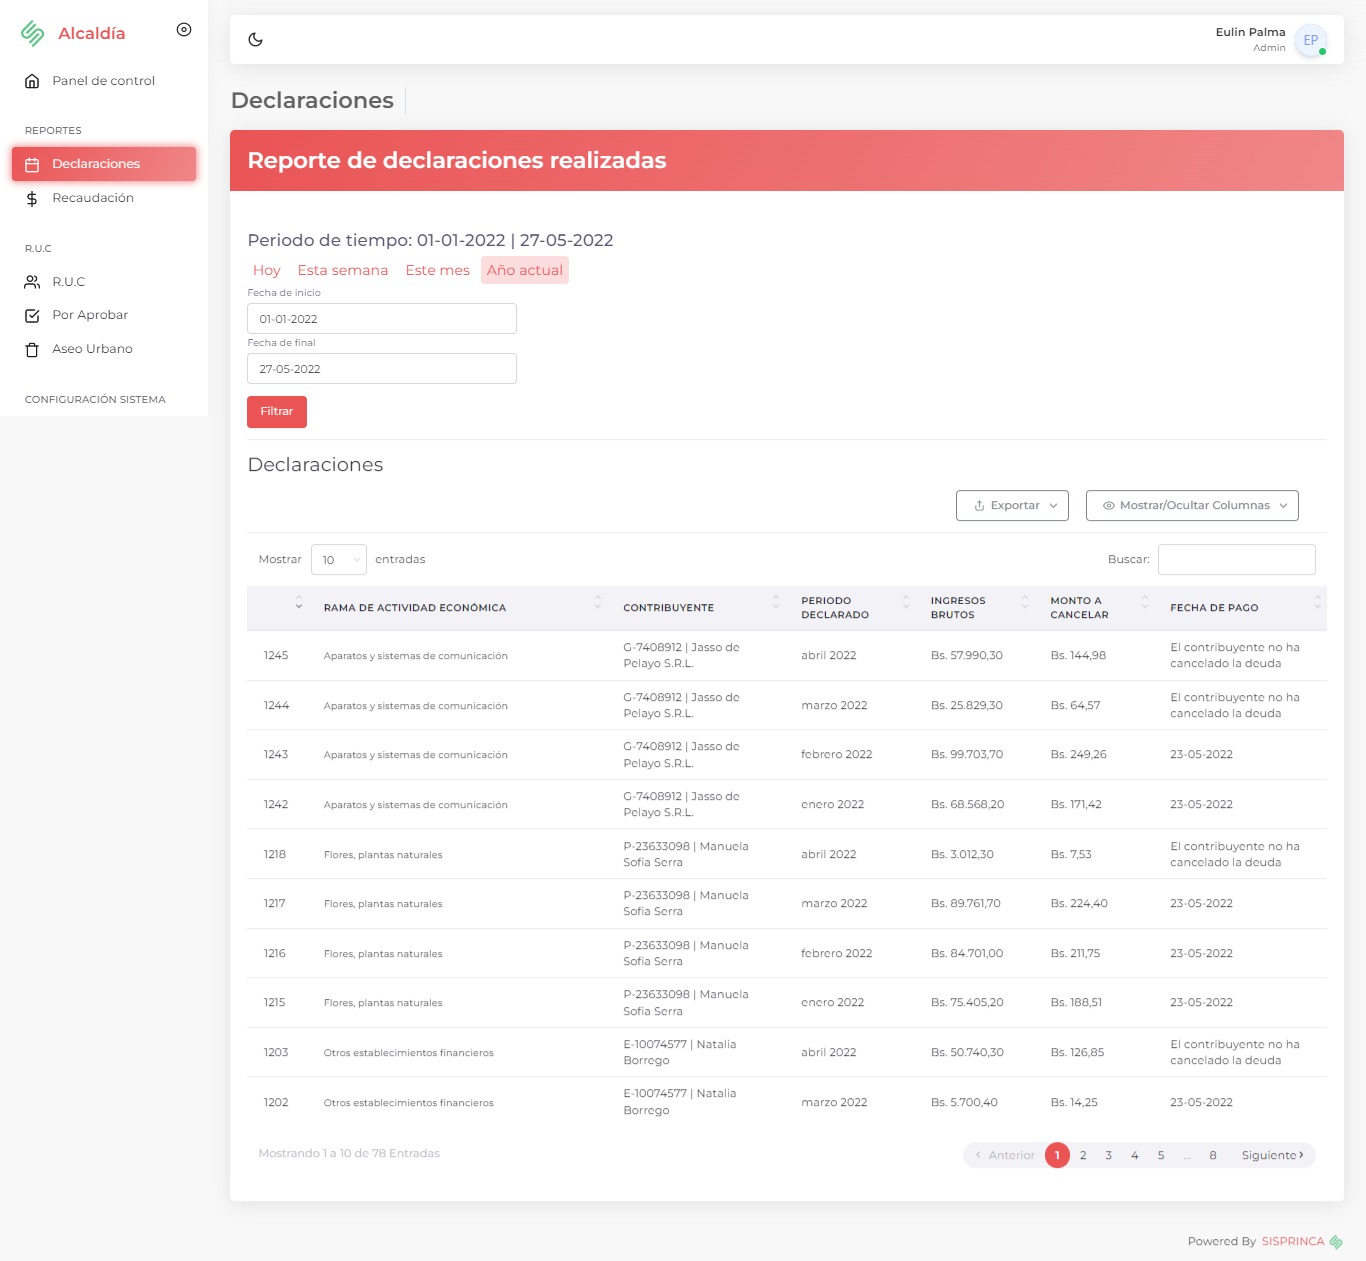 Alcaldía
Panel de control
REPORTES
Declaraciones
Recaudación
R.U.C
R.U.C
Por Aprobar
Aseo Urbano
CONFIGURACIÓN SISTEMA
Eulin Palma
Admin
EP
Declaraciones
Reporte de declaraciones realizadas
Periodo de tiempo: 01-01-2022 | 27-05-2022
Hoy Esta semana Este mes Año actual
Fecha de inicio
01-01-2022
Fecha de final
27-05-2022
Filtrar
Declaraciones
Exportar Mostrar/Ocultar Columnas
Mostrar 10 entradas Buscar:
RAMA DE ACTIVIDAD ECONÓMICA CONTRIBUYENTE PERIODO DECLARADO INGRESOS BRUTOS MONTO A CANCELAR FECHA DE PAGO
1245 Aparatos y sistemas de comunicación G-7408912 | Jasso de Pelayo S.R.L. abril 2022 Bs. 57.990,30 Bs. 144,98 El contribuyente no ha cancelado la deuda
1244 Aparatos y sistemas de comunicación G-7408912 | Jasso de Pelayo S.R.L. marzo 2022 Bs. 25.829,30 Bs. 64,57 El contribuyente no ha cancelado la deuda
1243 Aparatos y sistemas de comunicación G-7408912 | Jasso de Pelayo S.R.L. febrero 2022 Bs. 99.703,70 Bs. 249,26 23-05-2022
1242 Aparatos y sistemas de comunicación G-7408912 | Jasso de Pelayo S.R.L. enero 2022 Bs. 68.568,20 Bs. 171,42 23-05-2022
1218 Flores, plantas naturales P-23633098 | Manuela Sofia Serra abril 2022 Bs. 3.012,30 Bs. 7,53 El contribuyente no ha cancelado la deuda
1217 Flores, plantas naturales P-23633098 | Manuela Sofia Serra marzo 2022 Bs. 89.761,70 Bs. 224,40 23-05-2022
1216 Flores, plantas naturales P-23633098 | Manuela Sofia Serra febrero 2022 Bs. 84.701,00 Bs. 211,75 23-05-2022
1215 Flores, plantas naturales P-23633098 | Manuela Sofia Serra enero 2022 Bs. 75.405,20 Bs. 188,51 23-05-2022
1203 Otros establecimientos financieros E-10074577 | Natalia Borrego abril 2022 Bs. 50.740,30 Bs. 126,85 El contribuyente no ha cancelado la deuda
1202 Otros establecimientos financieros E-10074577 | Natalia Borrego marzo 2022 Bs. 5.700,40 Bs. 14,25 23-05-2022
Mostrando 1 a 10 de 78 Entradas
Anterior 1 2 3 4 5 ... 8 Siguiente
Powered By SISPRINCA